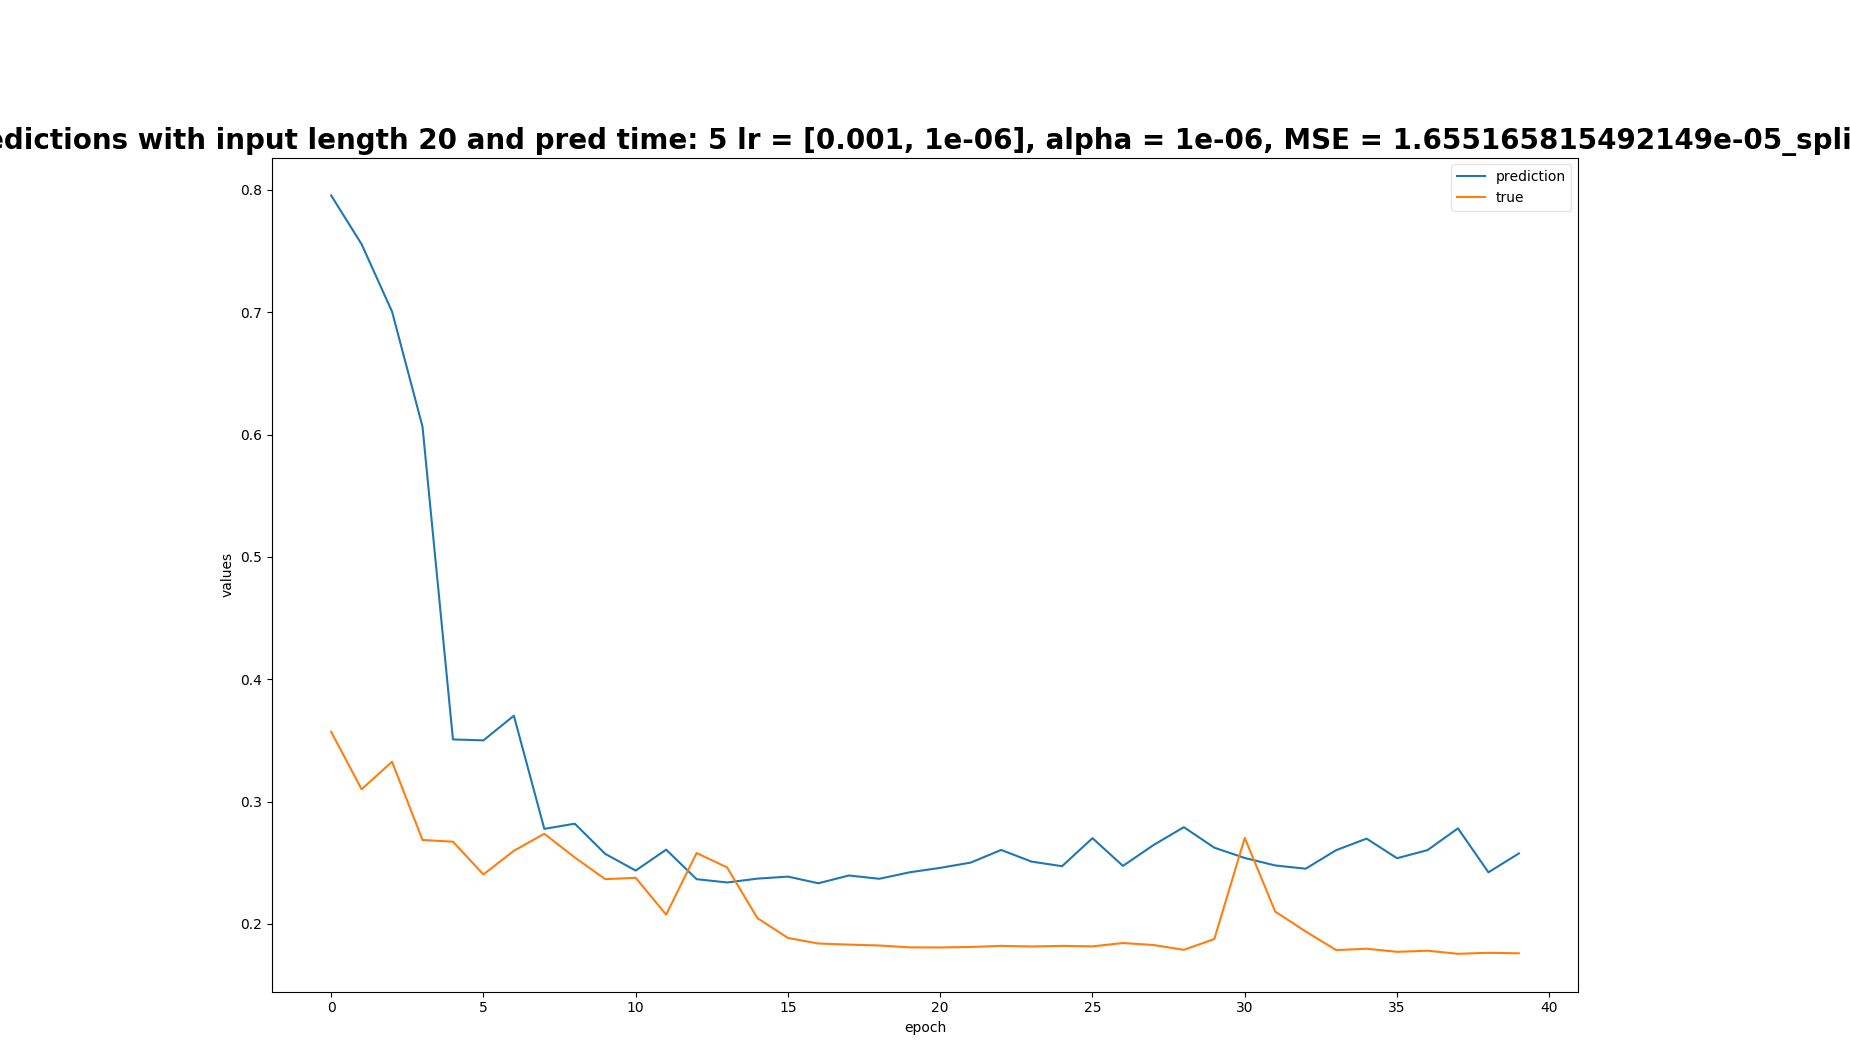 edictions with input length 20 and pred time: 5 lr = [0.001, 1e-06], alpha = 1e-06, MSE = 1.655165815492149e-05_spli
prediction
true
0.8
0.7
0.6
0.5
0.4
0.3
0.2
values
0 5 10 15 20 25 30 35 40
epoch